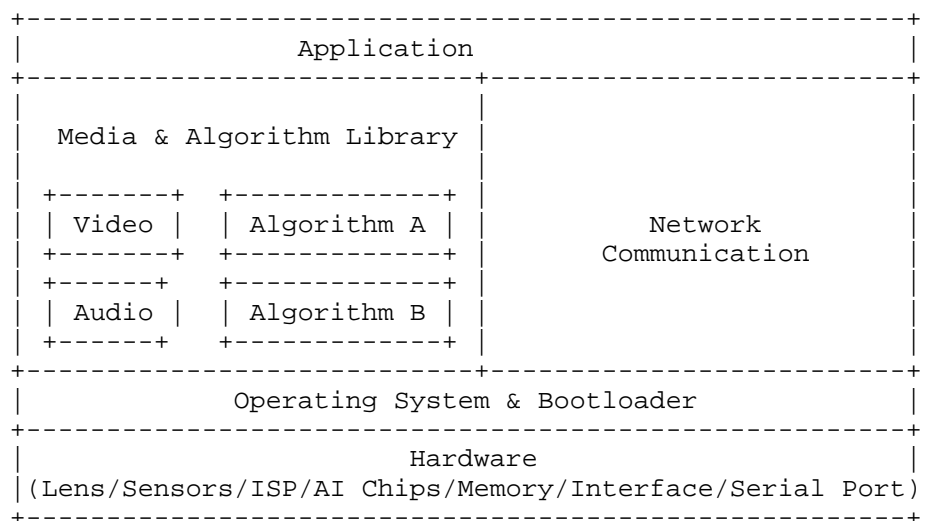 Application
Media & Algorithm Library
Video
Algorithm A
Network
Communication
Audio
Algorithm B
Operating System & Bootloader
Hardware
(Lens/Sensors/ISP/AI Chips/Memory/Interface/Serial Port)